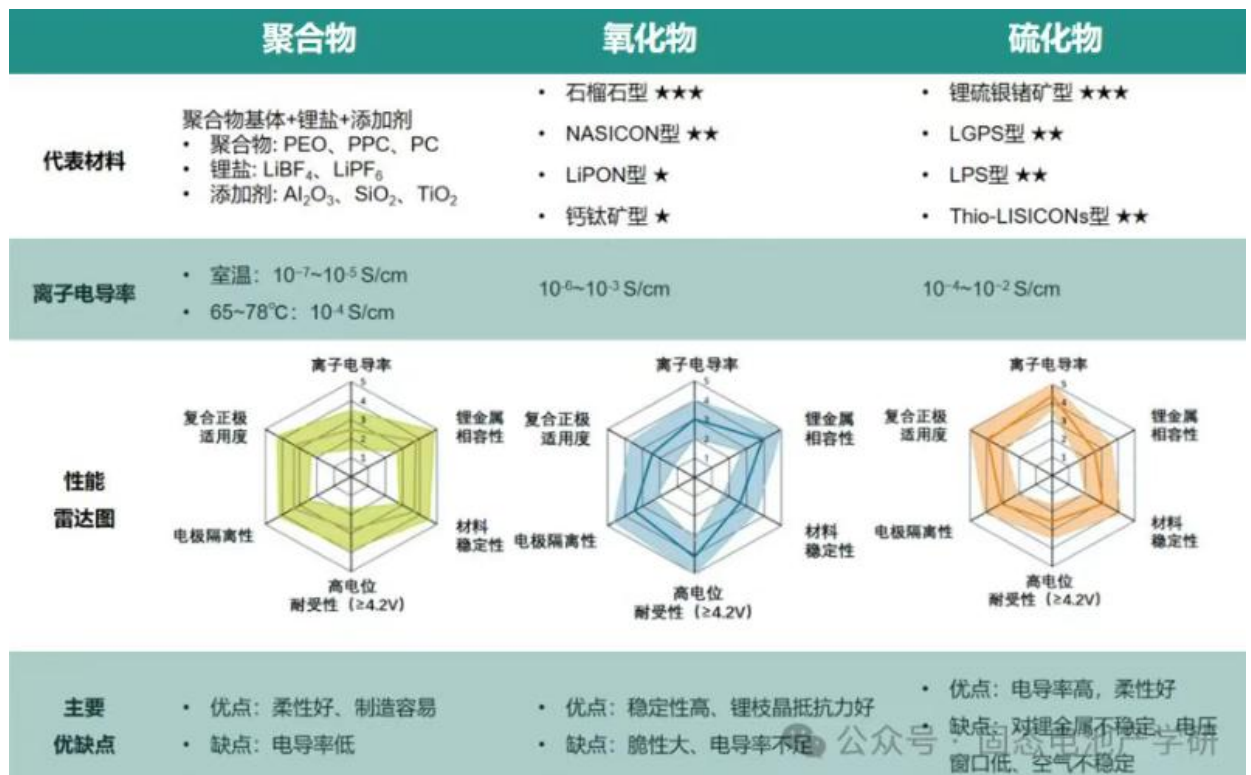 聚合物
氧化物
硫化物
代表材料
聚合物基体+锂盐+添加剂
• 聚合物: PEO、PPC、PC
• 锂盐: LiBF₄、LiPF₆
• 添加剂: Al₂O₃、SiO₂、TiO₂
• 石榴石型 ★★★
• NASICON型 ★★
• LiPON型 ★
• 钙钛矿型 ★
• 锂硫银锗矿型 ★★★
• LGPS型 ★★
• LPS型 ★★
• Thio-LISICONs型 ★★
离子电导率
• 室温：10⁻⁷~10⁻⁵ S/cm
• 65~78℃：10⁻⁴ S/cm
10⁻⁶~10⁻³ S/cm
10⁻⁴~10⁻² S/cm
性能
雷达图
离子电导率
5
4
3
2
1
复合正极
适用度
锂金属
相容性
电极隔离性
材料
稳定性
高电位
耐受性（≥4.2V）
离子电导率
5
4
3
2
1
复合正极
适用度
锂金属
相容性
电极隔离性
材料
稳定性
高电位
耐受性（≥4.2V）
离子电导率
5
4
3
2
1
复合正极
适用度
锂金属
相容性
电极隔离性
材料
稳定性
高电位
耐受性（≥4.2V）
主要
优缺点
• 优点：柔性好、制造容易
• 缺点：电导率低
• 优点：稳定性高、锂枝晶抵抗力好
• 缺点：脆性大、电导率不足
• 优点：电导率高，柔性好
• 缺点：对锂金属不稳定、电压
窗口低、空气不稳定
公众号 · 固态电池产学研